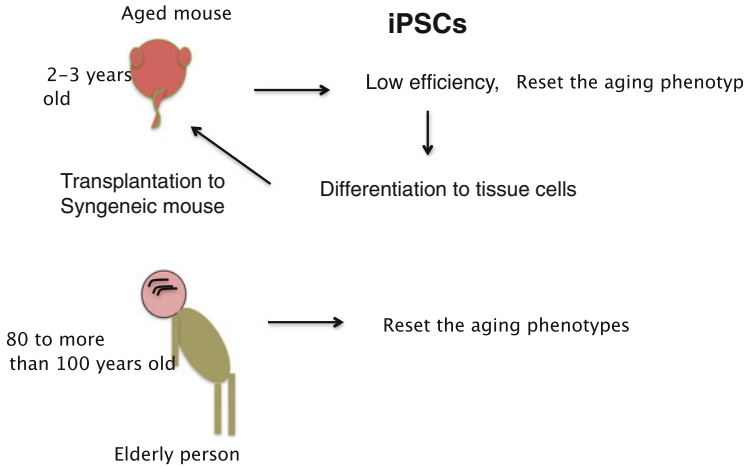 Aged mouse
iPSCs
2-3 years
old
Low efficiency, Reset the aging phenotyp
Transplantation to
Syngeneic mouse
Differentiation to tissue cells
80 to more
than 100 years old
Reset the aging phenotypes
Elderly person